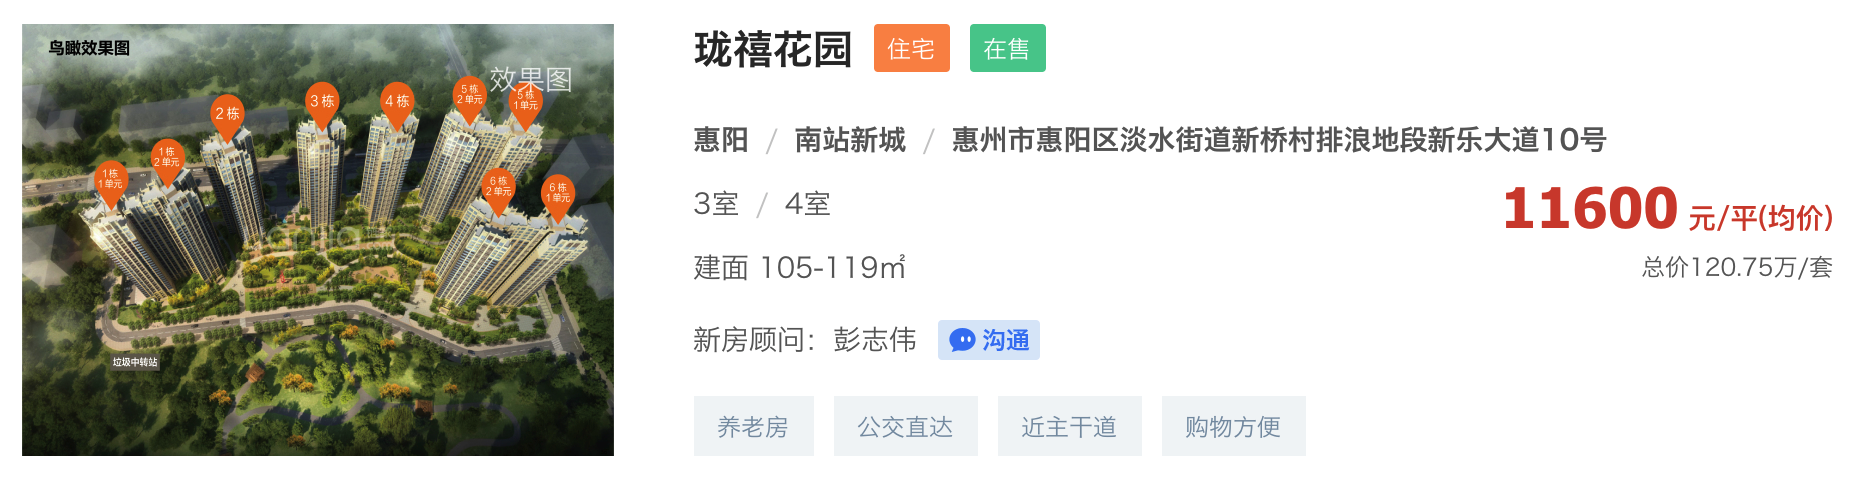 鸟瞰效果图
效果图
1栋
1单元
1栋
2单元
2栋
3栋
4栋
5栋
2单元
5栋
1单元
6栋
2单元
6栋
1单元
垃圾中转站
珑禧花园 住宅 在售
惠阳 / 南站新城 / 惠州市惠阳区淡水街道新桥村排浪地段新乐大道10号
3室 / 4室
11600 元/平(均价)
建面 105-119㎡
总价120.75万/套
新房顾问：彭志伟 沟通
养老房 公交直达 近主干道 购物方便